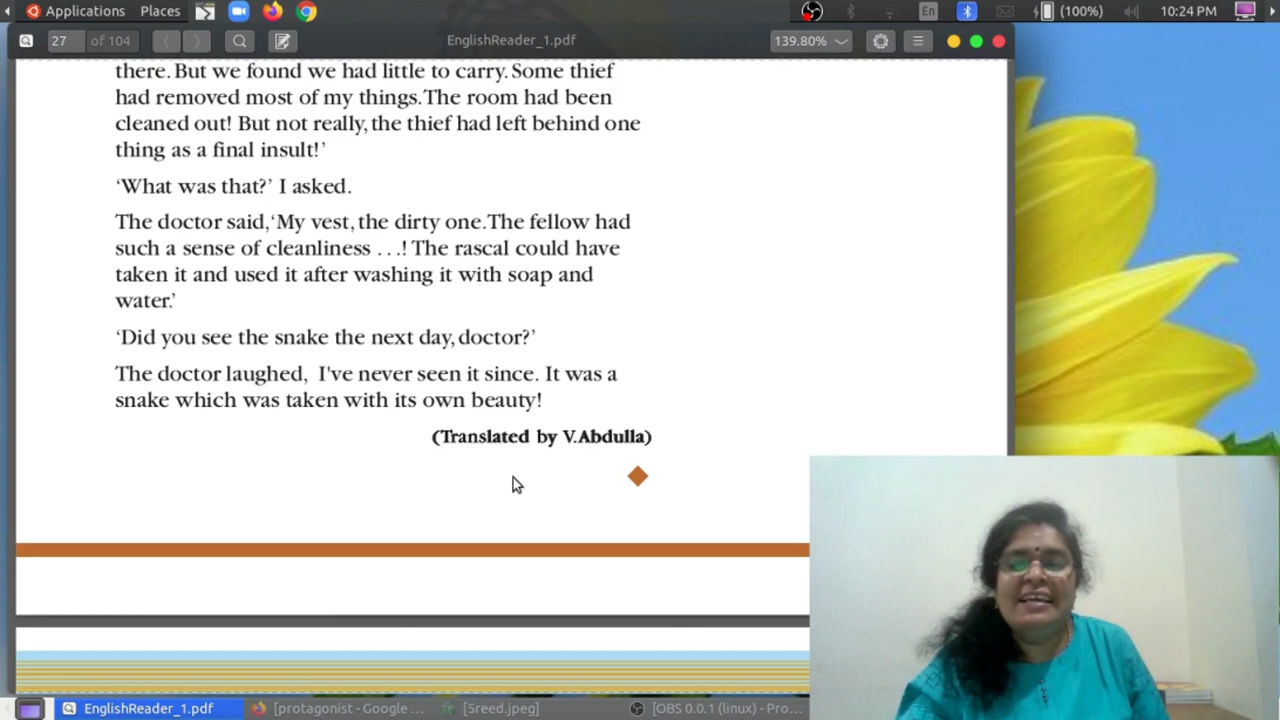 Applications Places En (100%) 10:24 PM
27 of 104 EnglishReader_1.pdf 139.80%
there. But we found we had little to carry. Some thief
had removed most of my things. The room had been
cleaned out! But not really, the thief had left behind one
thing as a final insult!’
‘What was that?’ I asked.
The doctor said, ‘My vest, the dirty one. The fellow had
such a sense of cleanliness . . .! The rascal could have
taken it and used it after washing it with soap and
water.’
‘Did you see the snake the next day, doctor?’
The doctor laughed, I've never seen it since. It was a
snake which was taken with its own beauty!
(Translated by V. Abdulla)
EnglishReader_1.pdf [protagonist - Google ... [5reed.jpeg] [OBS 0.0.1 (linux) - Pro...